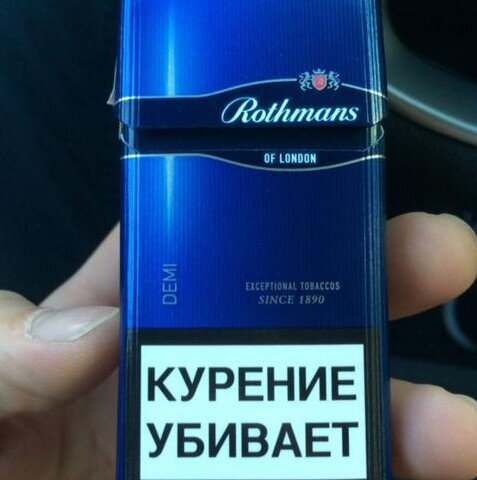 Rothmans
OF LONDON
DEMI
EXCEPTIONAL TOBACCOS
SINCE 1890
КУРЕНИЕ
УБИВАЕТ